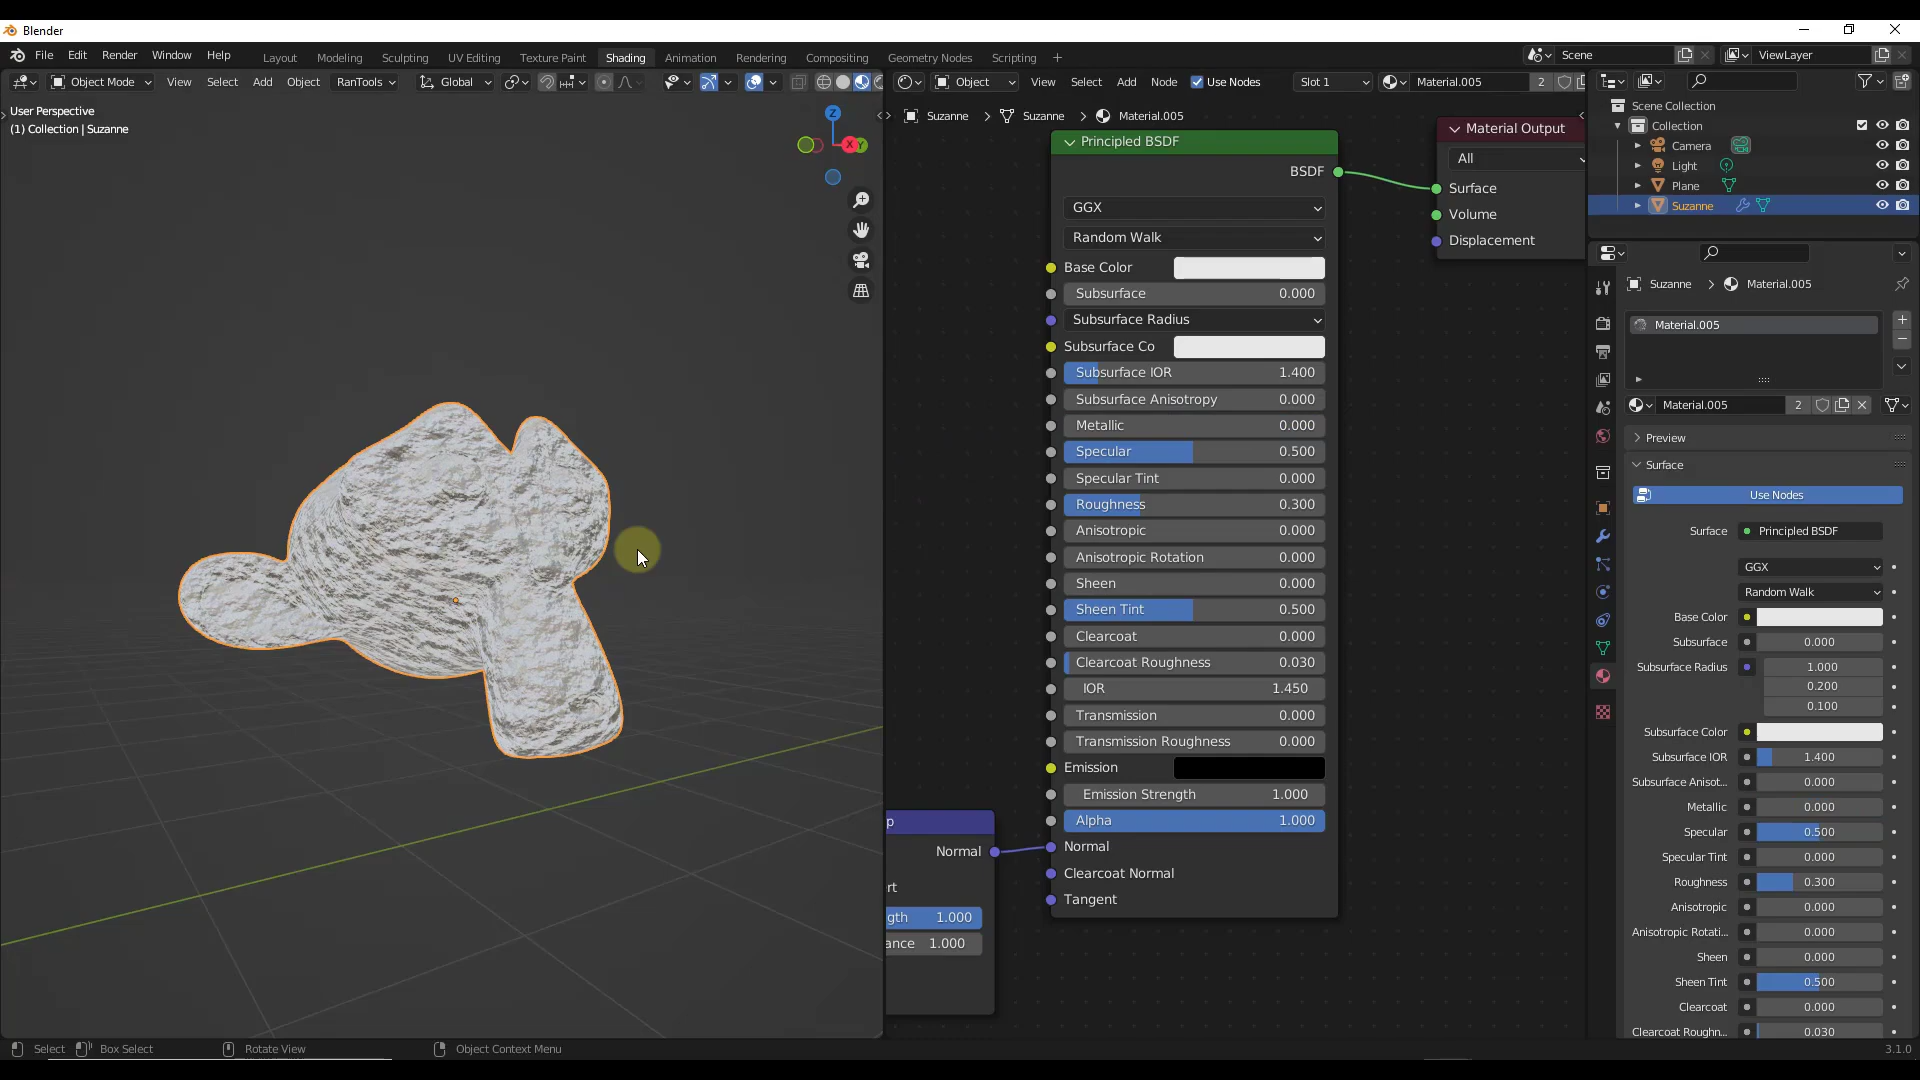 Blender
File Edit Render Window Help
Layout Modeling Sculpting UV Editing Texture Paint Shading Animation Rendering Compositing Geometry Nodes Scripting +
Scene
ViewLayer
Object Mode View Select Add Object RanTools Global
Object View Select Add Node Use Nodes Slot 1 Material.005 2
User Perspective
(1) Collection | Suzanne
Z
X
Y
Suzanne > Suzanne > Material.005
Principled BSDF
BSDF
GGX
Random Walk
Base Color
Subsurface 0.000
Subsurface Radius
Subsurface Co
Subsurface IOR 1.400
Subsurface Anisotropy 0.000
Metallic 0.000
Specular 0.500
Specular Tint 0.000
Roughness 0.300
Anisotropic 0.000
Anisotropic Rotation 0.000
Sheen 0.000
Sheen Tint 0.500
Clearcoat 0.000
Clearcoat Roughness 0.030
IOR 1.450
Transmission 0.000
Transmission Roughness 0.000
Emission
Emission Strength 1.000
Alpha 1.000
Normal
Clearcoat Normal
Tangent
p
Normal
rt
gth 1.000
ance 1.000
Material Output
All
Surface
Volume
Displacement
Scene Collection
Collection
Camera
Light
Plane
Suzanne
Suzanne > Material.005
Material.005
Material.005 2
Preview
Surface
Use Nodes
Surface Principled BSDF
GGX
Random Walk
Base Color
Subsurface 0.000
Subsurface Radius 1.000
0.200
0.100
Subsurface Color
Subsurface IOR 1.400
Subsurface Anisot... 0.000
Metallic 0.000
Specular 0.500
Specular Tint 0.000
Roughness 0.300
Anisotropic 0.000
Anisotropic Rotati... 0.000
Sheen 0.000
Sheen Tint 0.500
Clearcoat 0.000
Clearcoat Roughn... 0.030
Select Box Select Rotate View Object Context Menu
3.1.0